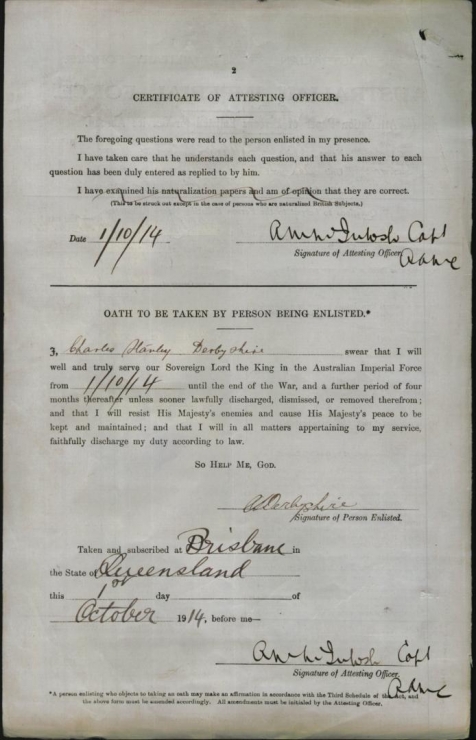 2
CERTIFICATE OF ATTESTING OFFICER.
The foregoing questions were read to the person enlisted in my presence.
I have taken care that he understands each question, and that his answer to each
question has been duly entered as replied to by him.
I have examined his naturalization papers and am of opinion that they are correct.
(This to be struck out except in the case of persons who are naturalized British Subjects.)
Date 1/10/14
McIntosh Capt
Signature of Attesting Officer.
OATH TO BE TAKEN BY PERSON BEING ENLISTED.*
3, Charles Stanley Derbyshire swear that I will
well and truly serve our Sovereign Lord the King in the Australian Imperial Force
from 1/10/14 until the end of the War, and a further period of four
months thereafter unless sooner lawfully discharged, dismissed, or removed therefrom;
and that I will resist His Majesty's enemies and cause His Majesty's peace to be
kept and maintained; and that I will in all matters appertaining to my service,
faithfully discharge my duty according to law.
SO HELP ME, GOD.
CDerbyshire
Signature of Person Enlisted.
Taken and subscribed at Brisbane in
the State of Queensland
this 1st day of
October 1914, before me—
McIntosh Capt
Signature of Attesting Officer.
*A person enlisting who objects to taking an oath may make an affirmation in accordance with the Third Schedule of the Act, and
the above form must be amended accordingly. All amendments must be initialed by the Attesting Officer.